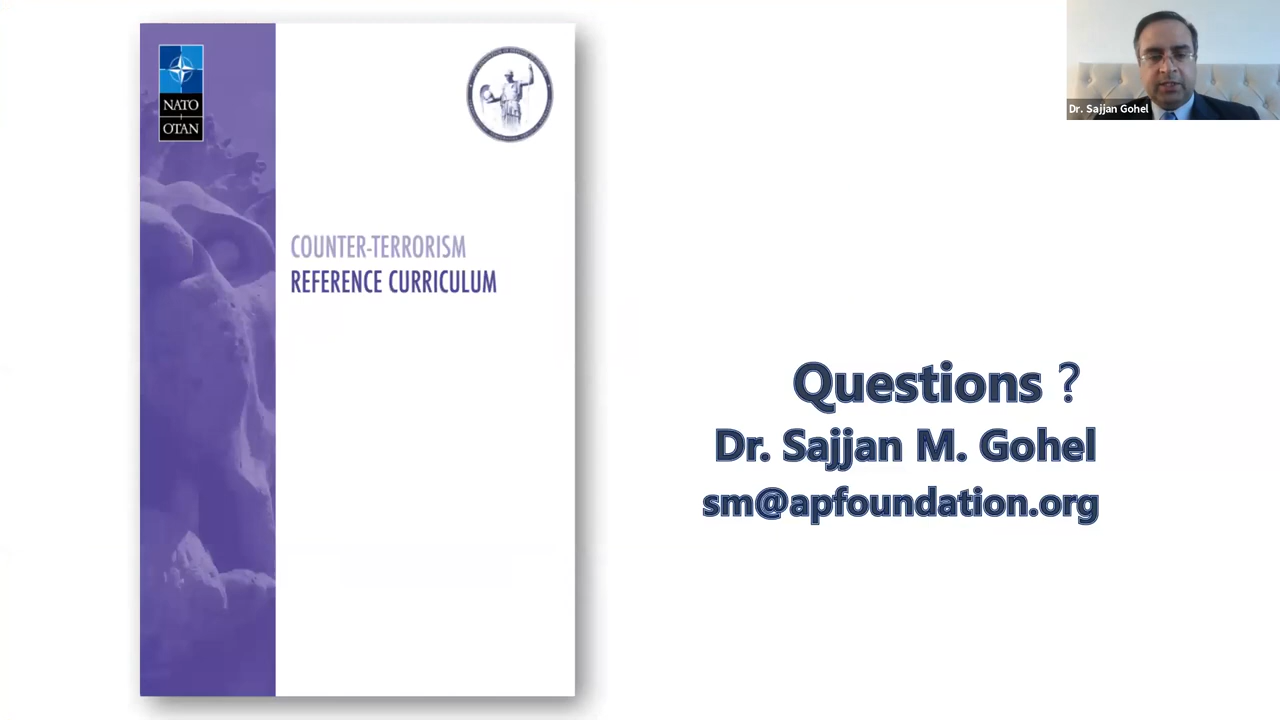 NATO
OTAN
COUNTER-TERRORISM
REFERENCE CURRICULUM
Dr. Sajjan Gohel
Questions ?
Dr. Sajjan M. Gohel
sm@apfoundation.org